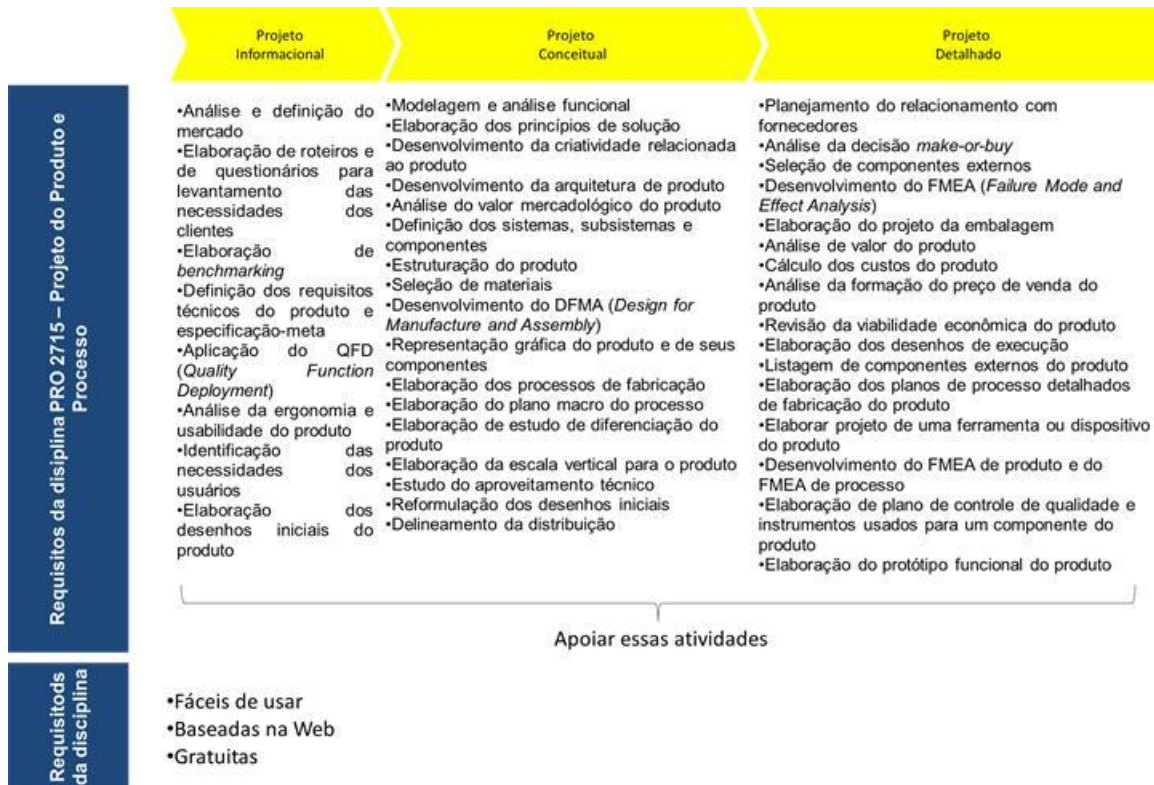 Projeto
Informacional
Projeto
Conceitual
Projeto
Detalhado
Requisitos da disiplina PRO 2715 – Projeto do Produto e
Processo
•Análise e definição do
mercado
•Elaboração de roteiros e
de questionários para
levantamento das
necessidades dos
clientes
•Elaboração de
benchmarking
•Definição dos requisitos
técnicos do produto e
especificação-meta
•Aplicação do QFD
(Quality Function
Deployment)
•Análise da ergonomia e
usabilidade do produto
•Identificação das
necessidades dos
usuários
•Elaboração dos
desenhos iniciais do
produto
•Modelagem e análise funcional
•Elaboração dos princípios de solução
•Desenvolvimento da criatividade relacionada
ao produto
•Desenvolvimento da arquitetura de produto
•Análise do valor mercadológico do produto
•Definição dos sistemas, subsistemas e
componentes
•Estruturação do produto
•Seleção de materiais
•Desenvolvimento do DFMA (Design for
Manufacture and Assembly)
•Representação gráfica do produto e de seus
componentes
•Elaboração dos processos de fabricação
•Elaboração do plano macro do processo
•Elaboração de estudo de diferenciação do
produto
•Elaboração da escala vertical para o produto
•Estudo do aproveitamento técnico
•Reformulação dos desenhos iniciais
•Delineamento da distribuição
•Planejamento do relacionamento com
fornecedores
•Análise da decisão make-or-buy
•Seleção de componentes externos
•Desenvolvimento do FMEA (Failure Mode and
Effect Analysis)
•Elaboração do projeto da embalagem
•Análise de valor do produto
•Cálculo dos custos do produto
•Análise da formação do preço de venda do
produto
•Revisão da viabilidade econômica do produto
•Elaboração dos desenhos de execução
•Listagem de componentes externos do produto
•Elaboração dos planos de processo detalhados
de fabricação do produto
•Elaborar projeto de uma ferramenta ou dispositivo
do produto
•Desenvolvimento do FMEA de produto e do
FMEA de processo
•Elaboração de plano de controle de qualidade e
instrumentos usados para um componente do
produto
•Elaboração do protótipo funcional do produto
Apoiar essas atividades
Requisitods
da disciplina
•Fáceis de usar
•Baseadas na Web
•Gratuitas